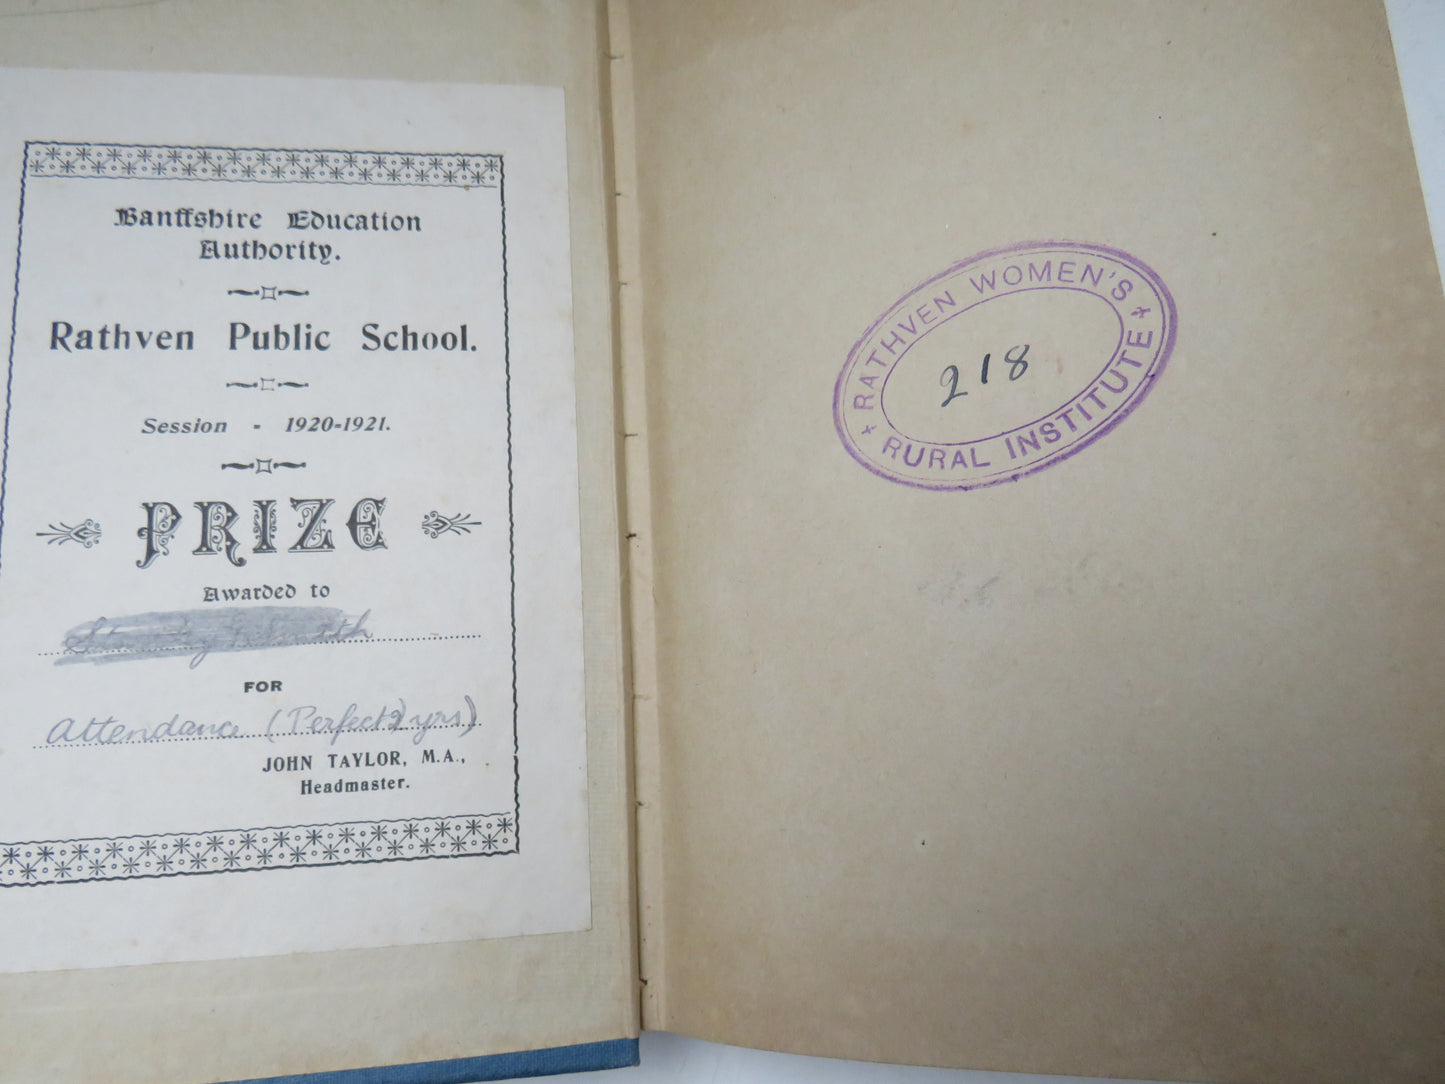 Banffshire Education
Authority.
Rathven Public School.
Session - 1920-1921.
PRIZE
Awarded to
Smith
FOR
Attendance (Perfect 2 yrs)
JOHN TAYLOR, M.A.,
Headmaster.
RATHVEN WOMEN'S
218
RURAL INSTITUTE